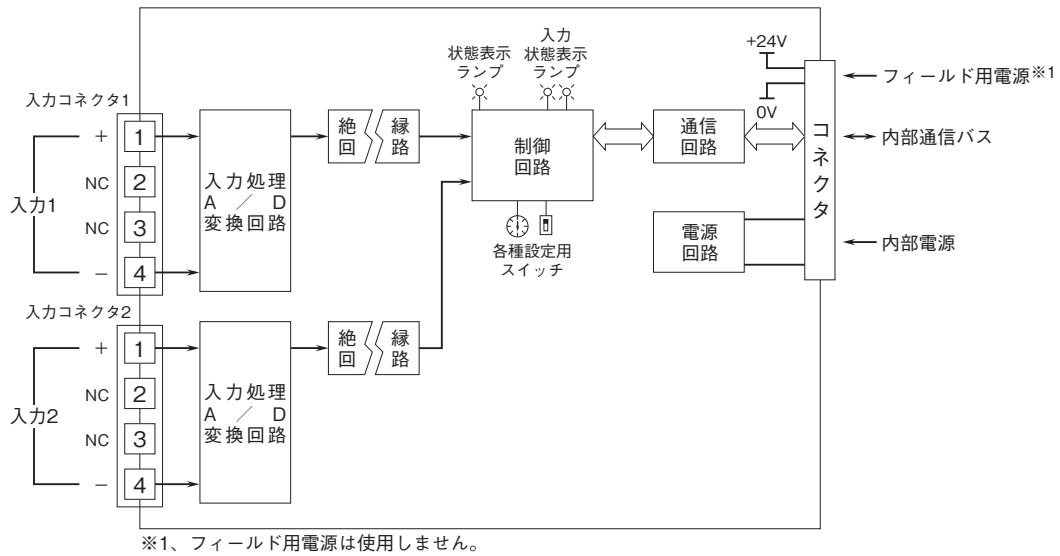 入力コネクタ1
+
1
NC
2
NC
3
−
4
入力1
入力処理
A ／ D
変換回路
絶縁
回路
状態表示
ランプ
入力
状態表示
ランプ
制御
回路
各種設定用
スイッチ
通信
回路
電源
回路
+24V
0V
コネクタ
フィールド用電源※1
内部通信バス
内部電源
入力コネクタ2
+
1
NC
2
NC
3
−
4
入力2
入力処理
A ／ D
変換回路
絶縁
回路
※1、フィールド用電源は使用しません。